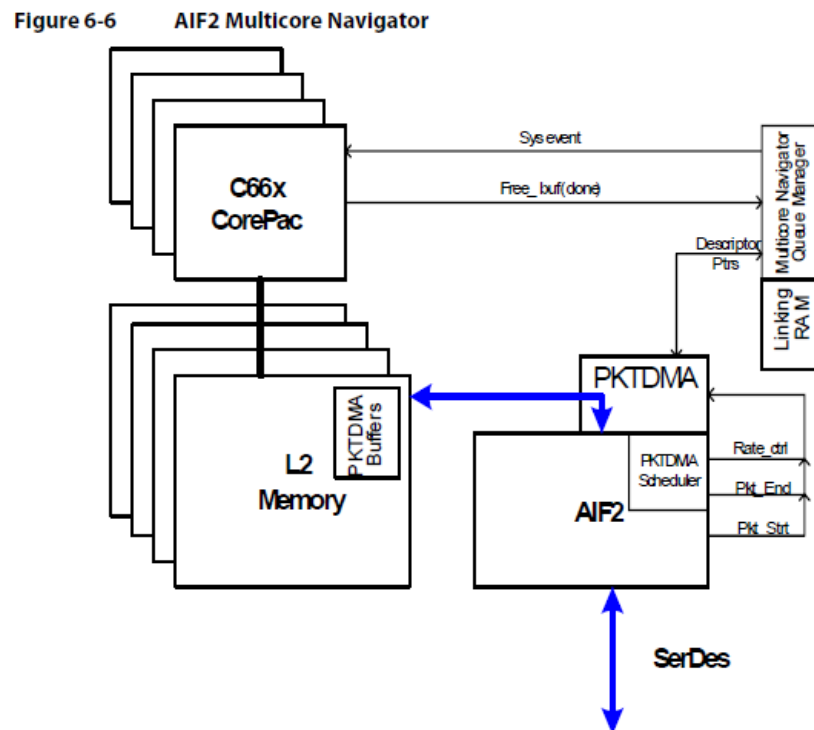 Figure 6-6 AIF2 Multicore Navigator
Sys event
C66x
CorePac
Free_buf(done)
Multicore Navigator
Queue Manager
Descriptor
Ptrs
Linking
RAM
PKTDMA
PKTDMA
Buffers
L2
Memory
PKTDMA
Scheduler
Rate_ctrl
Pkt_End
AIF2
Pkt_Strt
SerDes